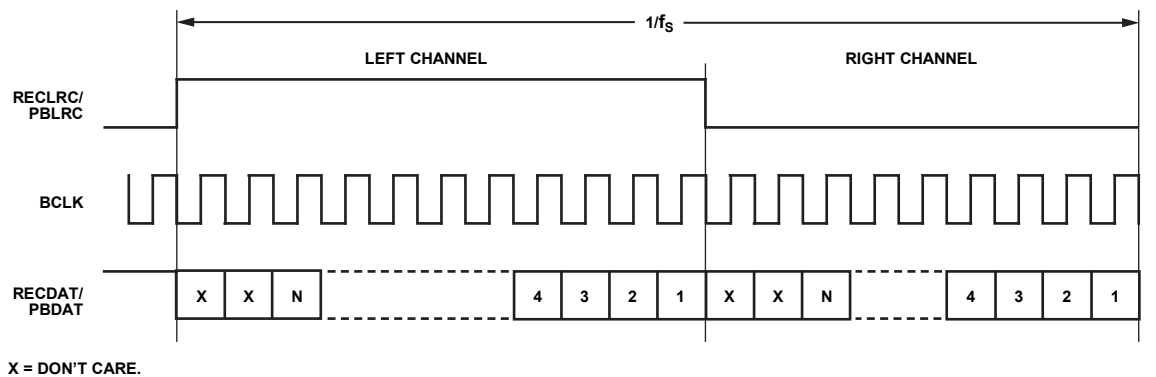 1/fS
LEFT CHANNEL RIGHT CHANNEL
RECLRC/
PBLRC
BCLK
RECDAT/
PBDAT
X X N 4 3 2 1 X X N 4 3 2 1
X = DON'T CARE.